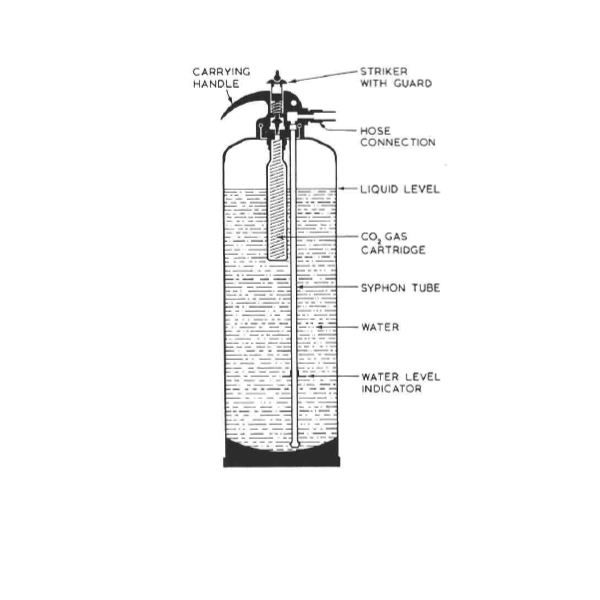 CARRYING
HANDLE
STRIKER
WITH GUARD
HOSE
CONNECTION
LIQUID LEVEL
CO₂ GAS
CARTRIDGE
SYPHON TUBE
WATER
WATER LEVEL
INDICATOR